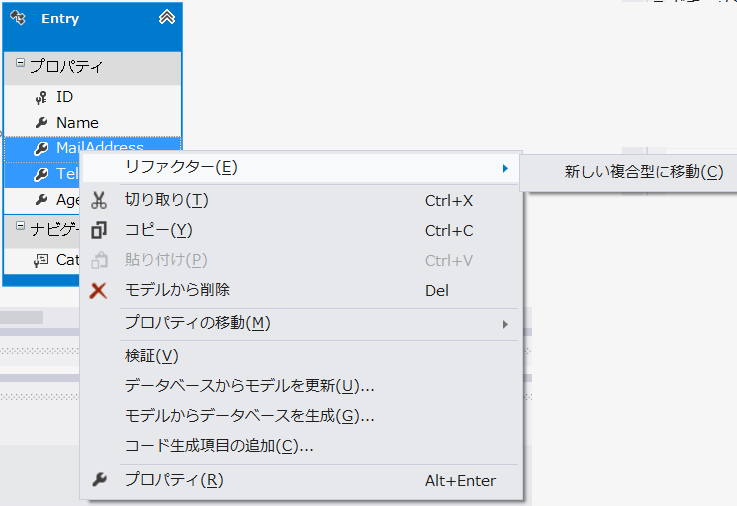 Entry
プロパティ
ID
Name
MailAddress
Tel
Age
ナビゲー
Cat
リファクター(E)
新しい複合型に移動(C)
切り取り(T) Ctrl+X
コピー(Y) Ctrl+C
貼り付け(P) Ctrl+V
モデルから削除 Del
プロパティの移動(M)
検証(V)
データベースからモデルを更新(U)...
モデルからデータベースを生成(G)...
コード生成項目の追加(C)...
プロパティ(R) Alt+Enter